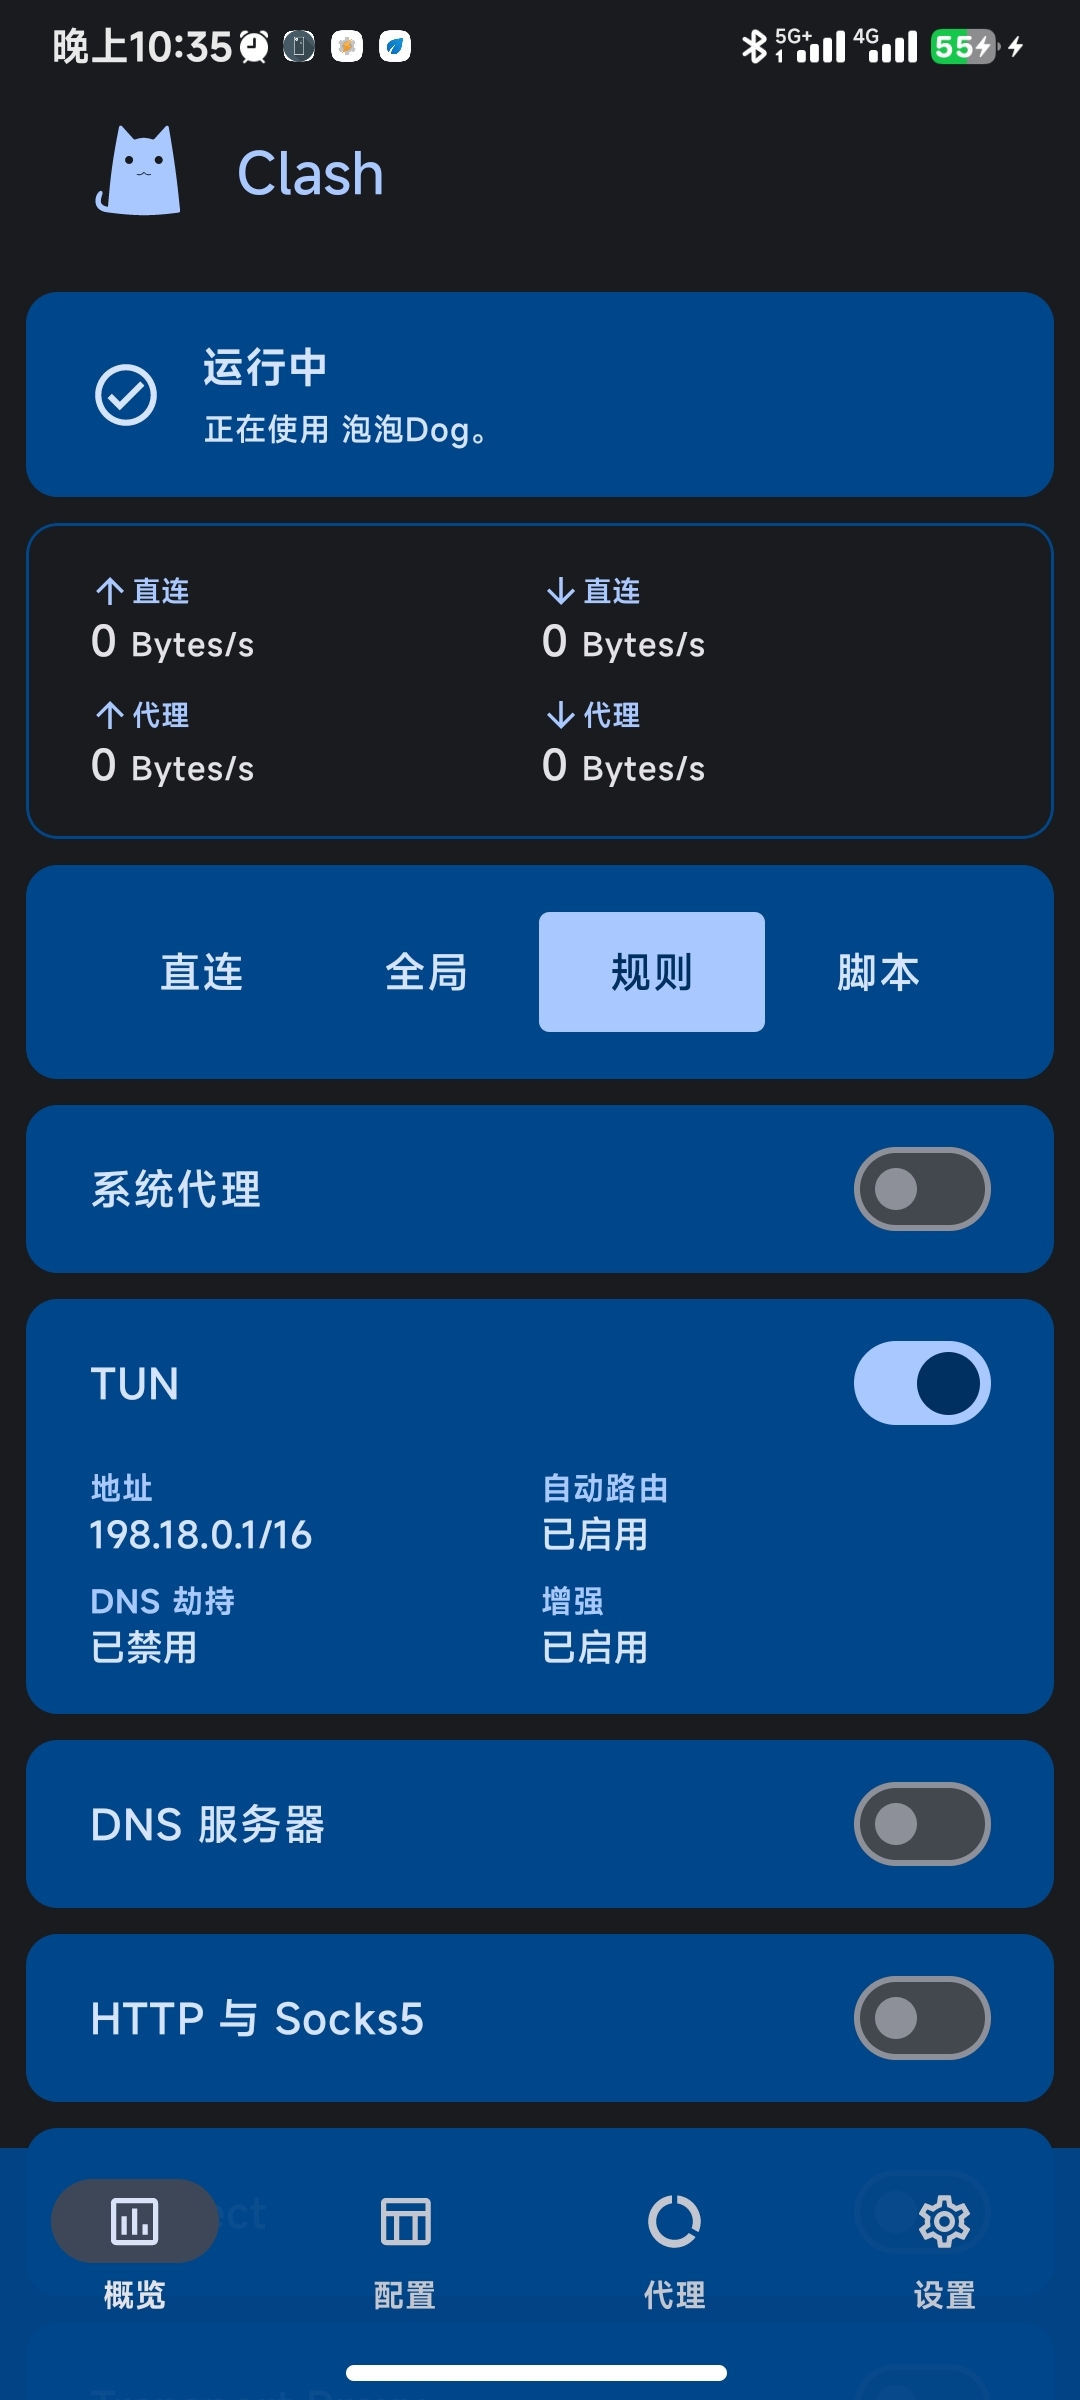 晚上10:35
5G+
1
4G
55
Clash
运行中
正在使用 泡泡Dog。
↑直连
↓直连
0 Bytes/s
0 Bytes/s
↑代理
↓代理
0 Bytes/s
0 Bytes/s
直连
全局
规则
脚本
系统代理
TUN
地址
自动路由
198.18.0.1/16
已启用
DNS 劫持
增强
已禁用
已启用
DNS 服务器
HTTP 与 Socks5
概览
配置
代理
设置